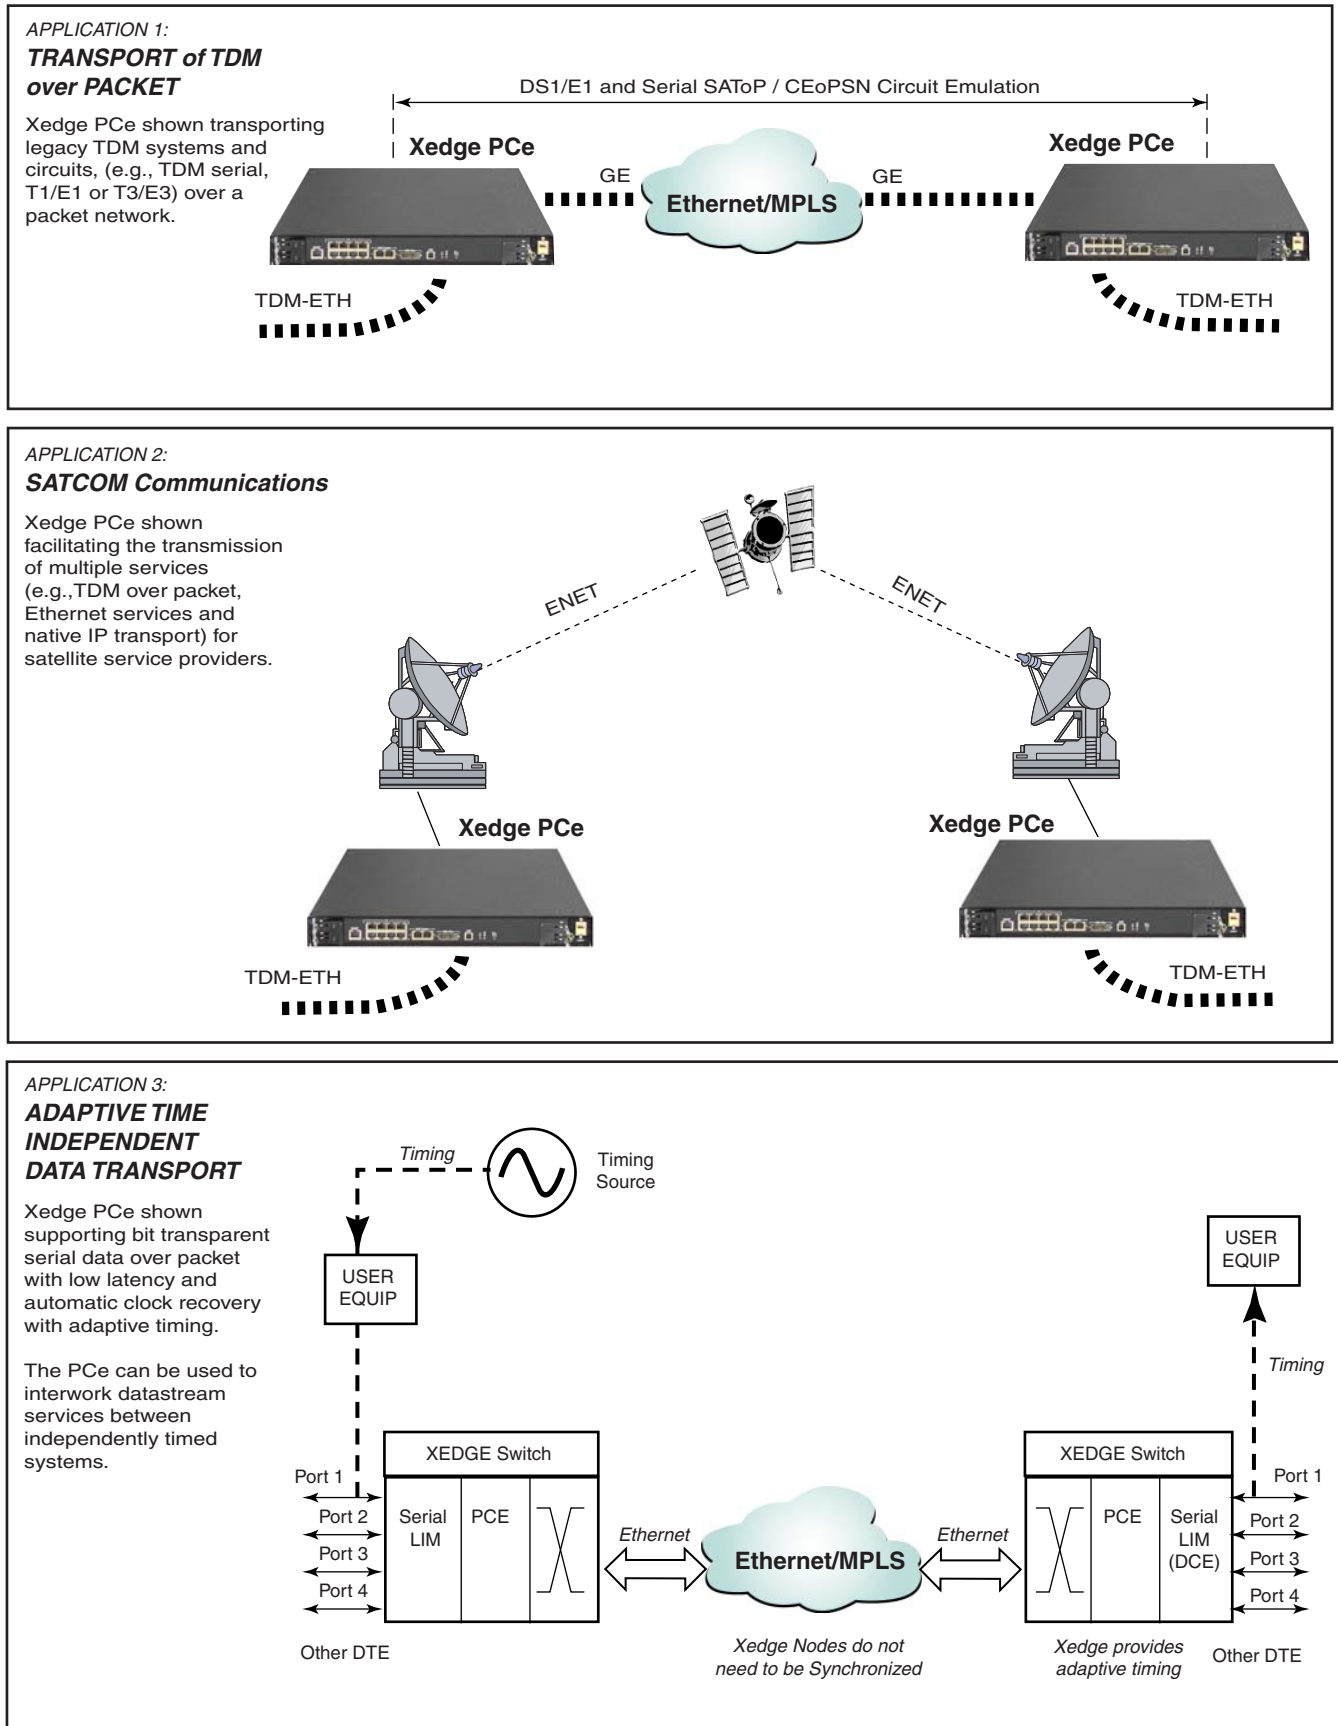 APPLICATION 1:
TRANSPORT of TDM
over PACKET
Xedge PCe shown transporting
legacy TDM systems and
circuits, (e.g., TDM serial,
T1/E1 or T3/E3) over a
packet network.
DS1/E1 and Serial SAToP / CEoPSN Circuit Emulation
Xedge PCe
Xedge PCe
GE
Ethernet/MPLS
GE
TDM-ETH
TDM-ETH
APPLICATION 2:
SATCOM Communications
Xedge PCe shown
facilitating the transmission
of multiple services
(e.g.,TDM over packet,
Ethernet services and
native IP transport) for
satellite service providers.
ENET
ENET
Xedge PCe
Xedge PCe
TDM-ETH
TDM-ETH
APPLICATION 3:
ADAPTIVE TIME
INDEPENDENT
DATA TRANSPORT
Xedge PCe shown
supporting bit transparent
serial data over packet
with low latency and
automatic clock recovery
with adaptive timing.
The PCe can be used to
interwork datastream
services between
independently timed
systems.
Timing
Timing
Source
USER
EQUIP
USER
EQUIP
Timing
XEDGE Switch
Port 1
Port 2
Port 3
Port 4
Serial
LIM
PCE
Other DTE
Ethernet
Ethernet/MPLS
Ethernet
Xedge Nodes do not
need to be Synchronized
XEDGE Switch
PCE
Serial
LIM
(DCE)
Port 1
Port 2
Port 3
Port 4
Xedge provides
adaptive timing
Other DTE